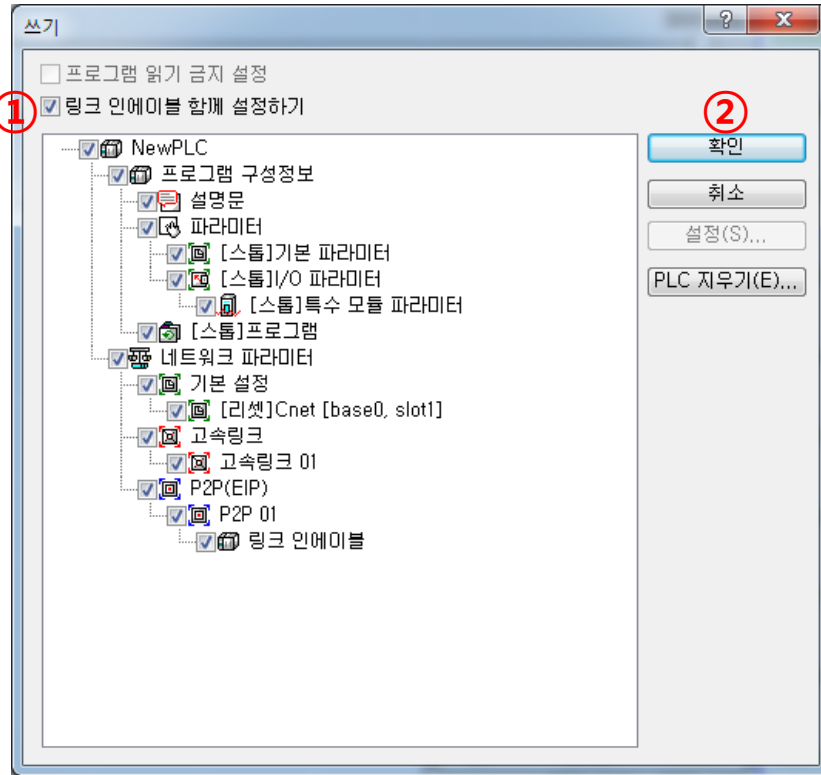 쓰기
프로그램 읽기 금지 설정
① 링크 인에이블 함께 설정하기
②
NewPLC
프로그램 구성정보
설명문
파라미터
[스톱]기본 파라미터
[스톱]I/O 파라미터
[스톱]특수 모듈 파라미터
[스톱]프로그램
네트워크 파라미터
기본 설정
[리셋]Cnet [base0, slot1]
고속링크
고속링크 01
P2P(EIP)
P2P 01
링크 인에이블
확인
취소
설정(S)...
PLC 지우기(E)...